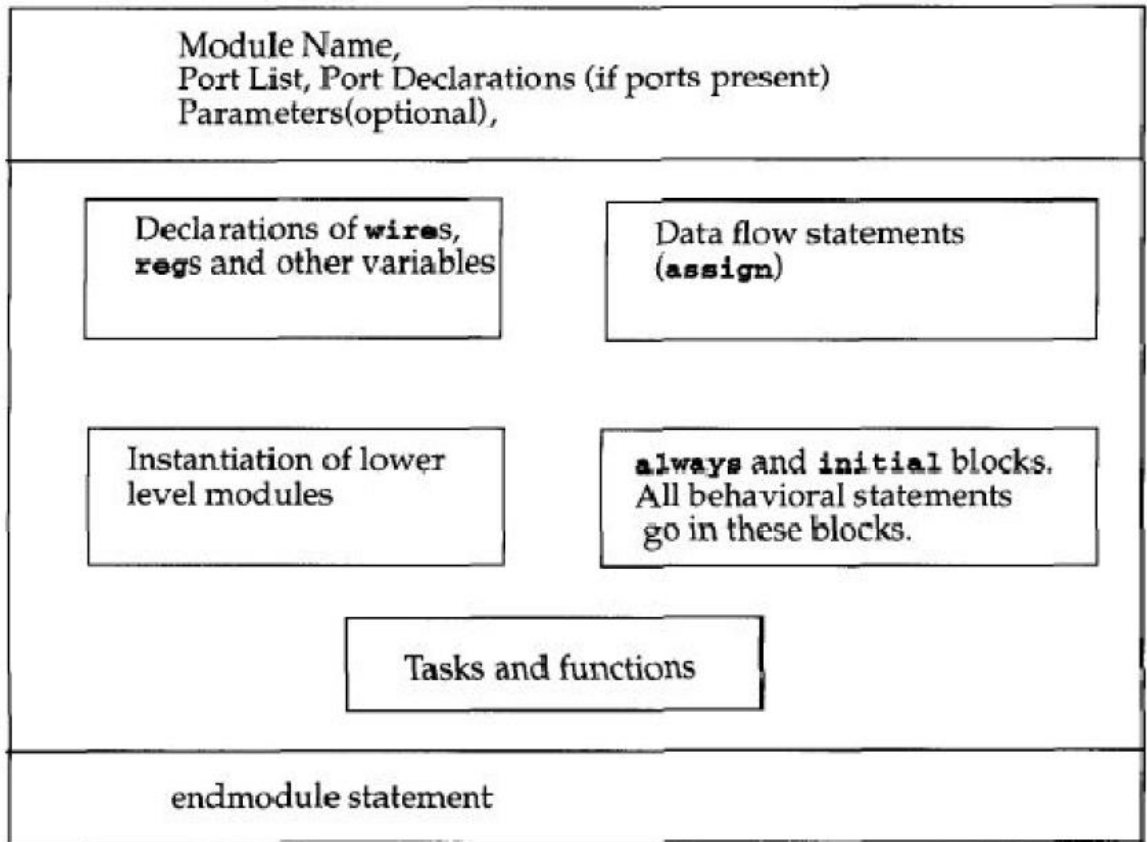 Module Name,
Port List, Port Declarations (if ports present)
Parameters(optional),
Declarations of wires,
regs and other variables
Data flow statements
(assign)
Instantiation of lower
level modules
always and initial blocks.
All behavioral statements
go in these blocks.
Tasks and functions
endmodule statement